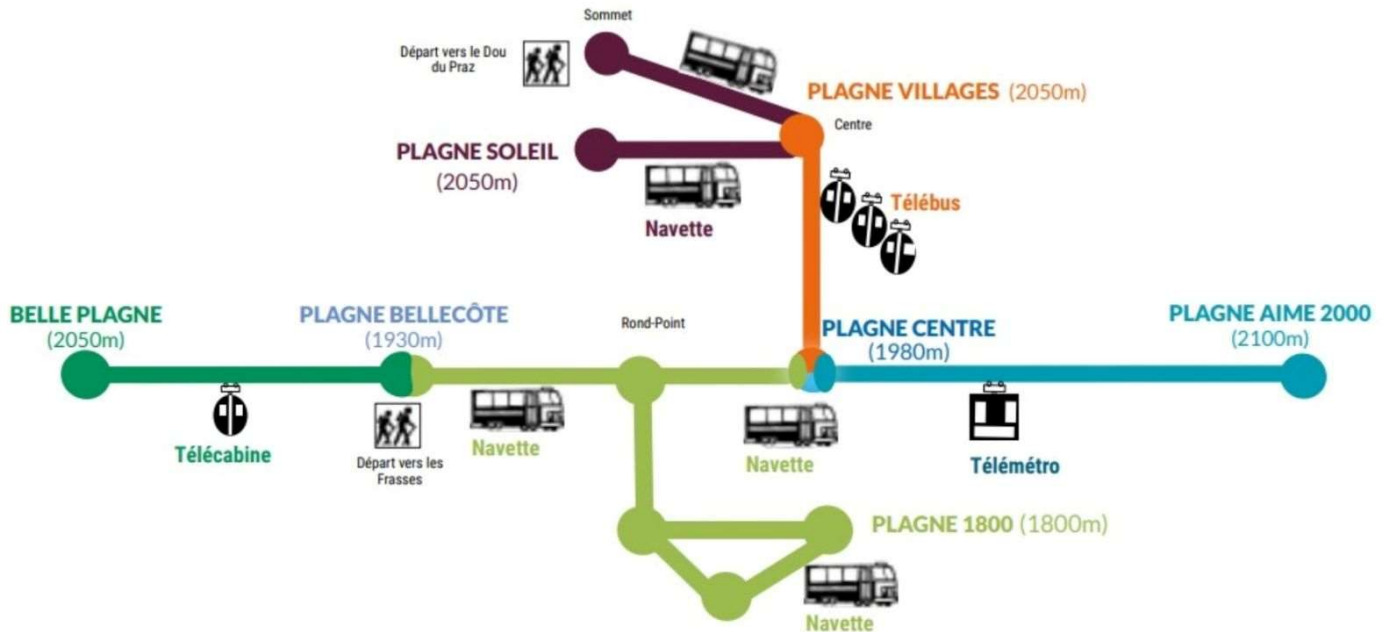 Sommet
Départ vers le Dou
du Praz
PLAGNE VILLAGES (2050m)
Centre
PLAGNE SOLEIL
(2050m)
Navette
Télébus
BELLE PLAGNE
(2050m)
PLAGNE BELLECÔTE
(1930m)
Rond-Point
PLAGNE CENTRE
(1980m)
PLAGNE AIME 2000
(2100m)
Télécabine
Départ vers les
Frasses
Navette
Navette
Télémétro
PLAGNE 1800 (1800m)
Navette